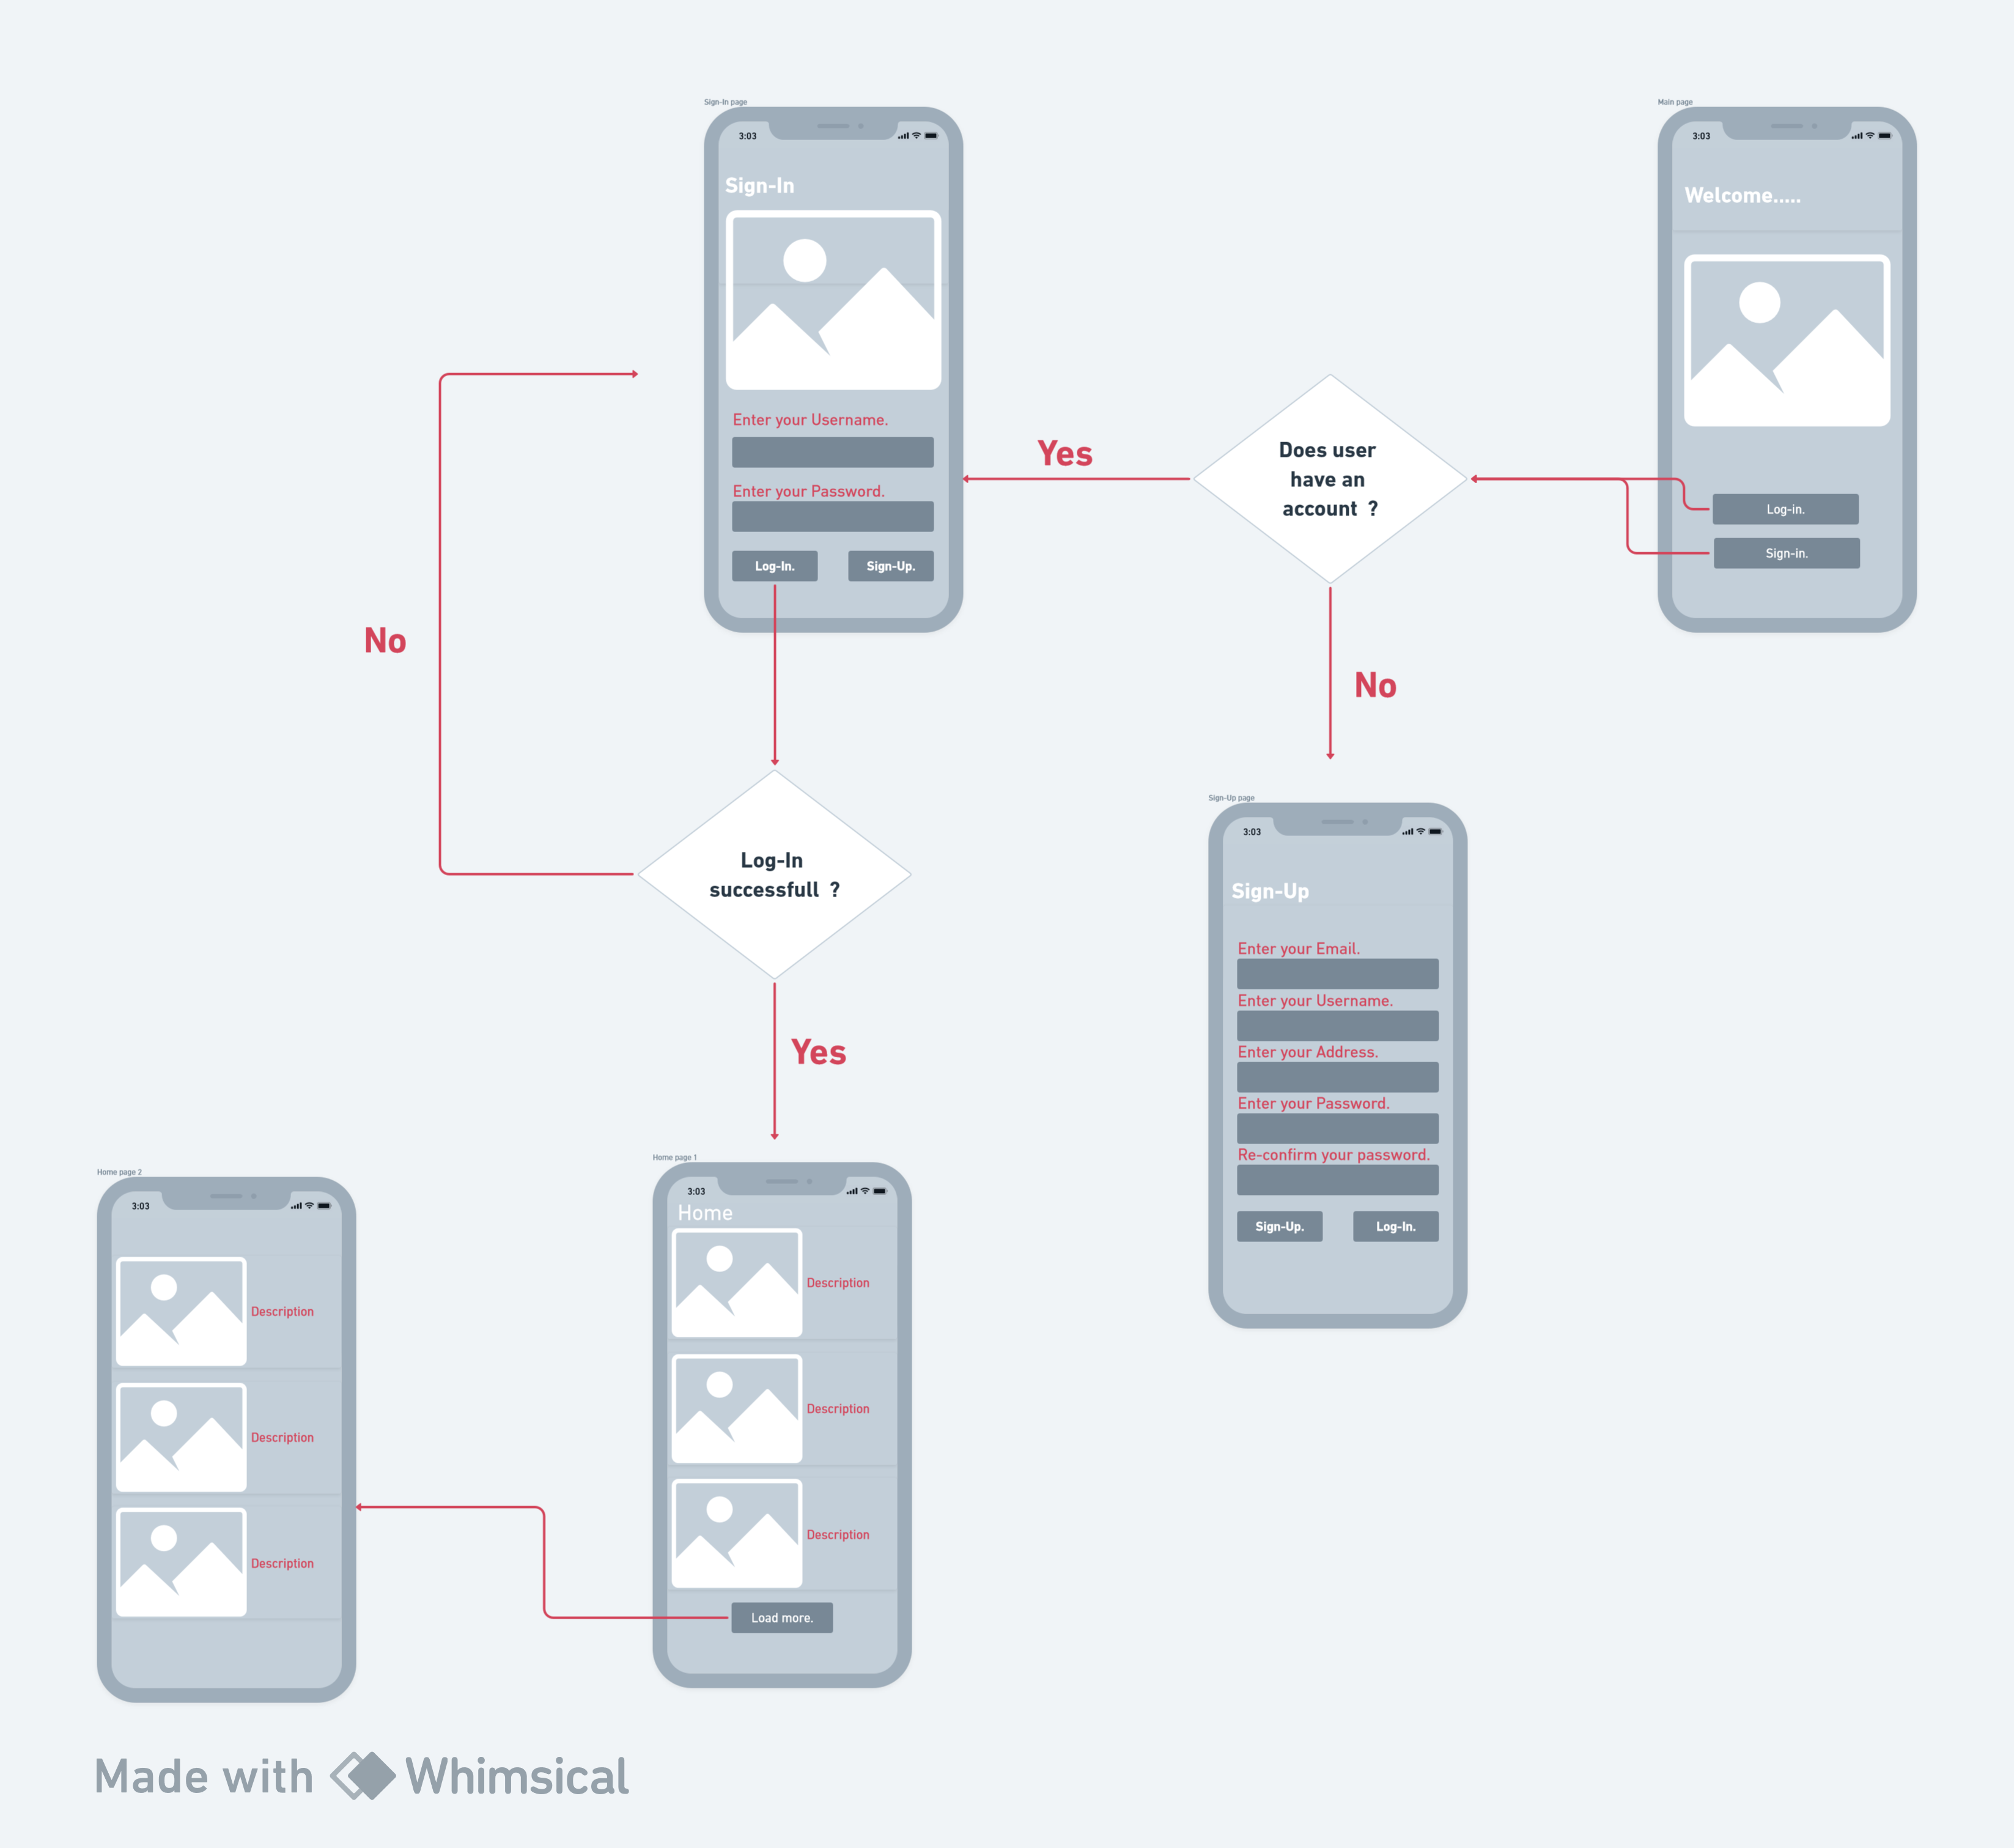 Sign-In page
3:03
Sign-In
Enter your Username.
Enter your Password.
Log-In.
Sign-Up.
Main page
3:03
Welcome.....
Log-in.
Sign-in.
Does user
have an
account ?
Yes
No
No
Log-In
successfull ?
Yes
Sign-Up page
3:03
Sign-Up
Enter your Email.
Enter your Username.
Enter your Address.
Enter your Password.
Re-confirm your password.
Sign-Up.
Log-In.
Home page 1
3:03
Home
Description
Description
Description
Load more.
Home page 2
3:03
Description
Description
Description
Made with Whimsical